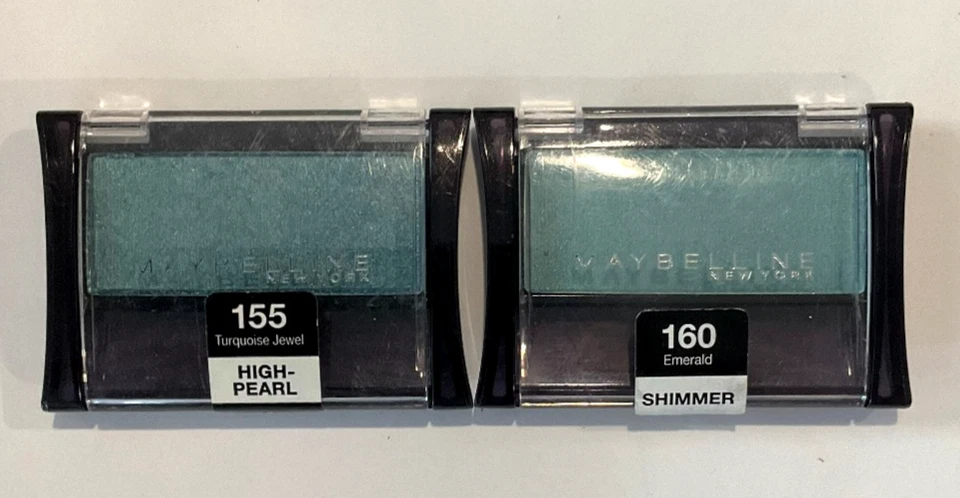 MAYBELLINE
NEW YORK
155
Turquoise Jewel
HIGH-
PEARL
MAYBELLINE
NEW YORK
160
Emerald
SHIMMER